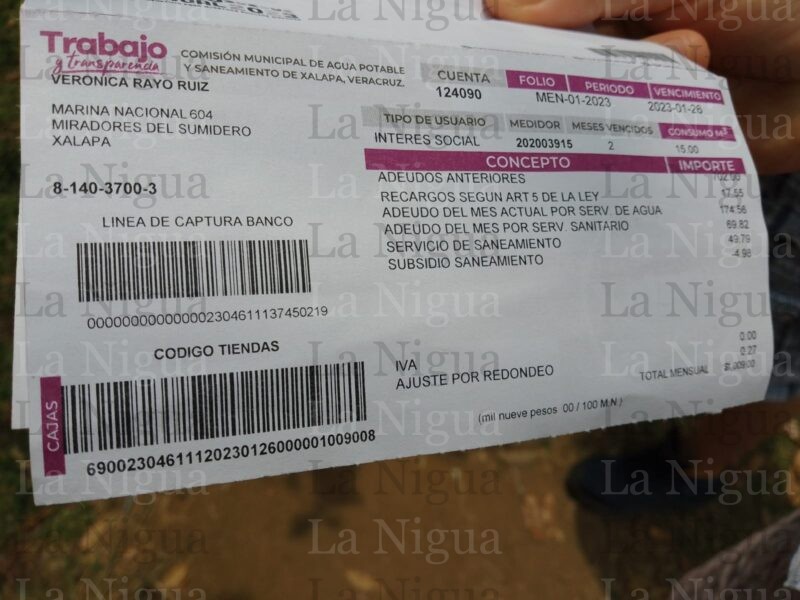 Trabajo
y transparencia
COMISIÓN MUNICIPAL DE AGUA POTABLE
Y SANEAMIENTO DE XALAPA, VERACRUZ.
VERONICA RAYO RUIZ
MARINA NACIONAL 604
MIRADORES DEL SUMIDERO
XALAPA
8-140-3700-3
LINEA DE CAPTURA BANCO
CODIGO TIENDAS
CAJAS
69002304611120230126000001009008
CUENTA FOLIO PERIODO VENCIMIENTO
124090 MEN-01-2023 2023-01-26
TIPO DE USUARIO MEDIDOR MESES VENCIDOS CONSUMO M³
INTERES SOCIAL 202003915 2 15.00
CONCEPTO IMPORTE
ADEUDOS ANTERIORES
RECARGOS SEGUN ART 5 DE LA LEY 17.55
ADEUDO DEL MES ACTUAL POR SERV. DE AGUA 174.56
ADEUDO DEL MES POR SERV. SANITARIO 69.82
SERVICIO DE SANEAMIENTO 49.79
SUBSIDIO SANEAMIENTO -4.98
IVA 0.00
AJUSTE POR REDONDEO 0.27
TOTAL MENSUAL $1,009.00
(mil nueve pesos 00 / 100 M.N.)
La Nigua